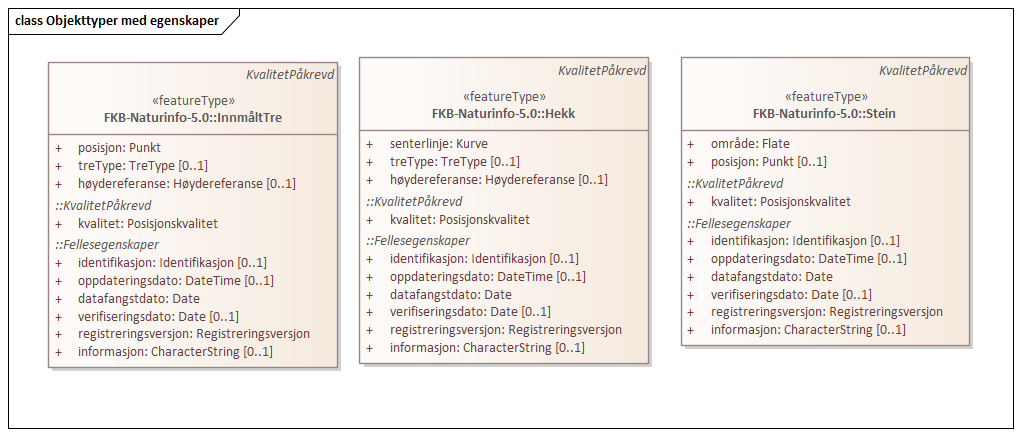 class Objekttyper med egenskaper
KvalitetPåkrevd
«featureType»
FKB-Naturinfo-5.0::InnmåltTre
+ posisjon: Punkt
+ treType: TreType [0..1]
+ høydereferanse: Høydereferanse [0..1]
::KvalitetPåkrevd
+ kvalitet: Posisjonskvalitet
::Fellesegenskaper
+ identifikasjon: Identifikasjon [0..1]
+ oppdateringsdato: DateTime [0..1]
+ datafangstdato: Date
+ verifiseringsdato: Date [0..1]
+ registreringsversjon: Registreringsversjon
+ informasjon: CharacterString [0..1]
KvalitetPåkrevd
«featureType»
FKB-Naturinfo-5.0::Hekk
+ senterlinje: Kurve
+ treType: TreType [0..1]
+ høydereferanse: Høydereferanse [0..1]
::KvalitetPåkrevd
+ kvalitet: Posisjonskvalitet
::Fellesegenskaper
+ identifikasjon: Identifikasjon [0..1]
+ oppdateringsdato: DateTime [0..1]
+ datafangstdato: Date
+ verifiseringsdato: Date [0..1]
+ registreringsversjon: Registreringsversjon
+ informasjon: CharacterString [0..1]
KvalitetPåkrevd
«featureType»
FKB-Naturinfo-5.0::Stein
+ område: Flate
+ posisjon: Punkt [0..1]
::KvalitetPåkrevd
+ kvalitet: Posisjonskvalitet
::Fellesegenskaper
+ identifikasjon: Identifikasjon [0..1]
+ oppdateringsdato: DateTime [0..1]
+ datafangstdato: Date
+ verifiseringsdato: Date [0..1]
+ registreringsversjon: Registreringsversjon
+ informasjon: CharacterString [0..1]